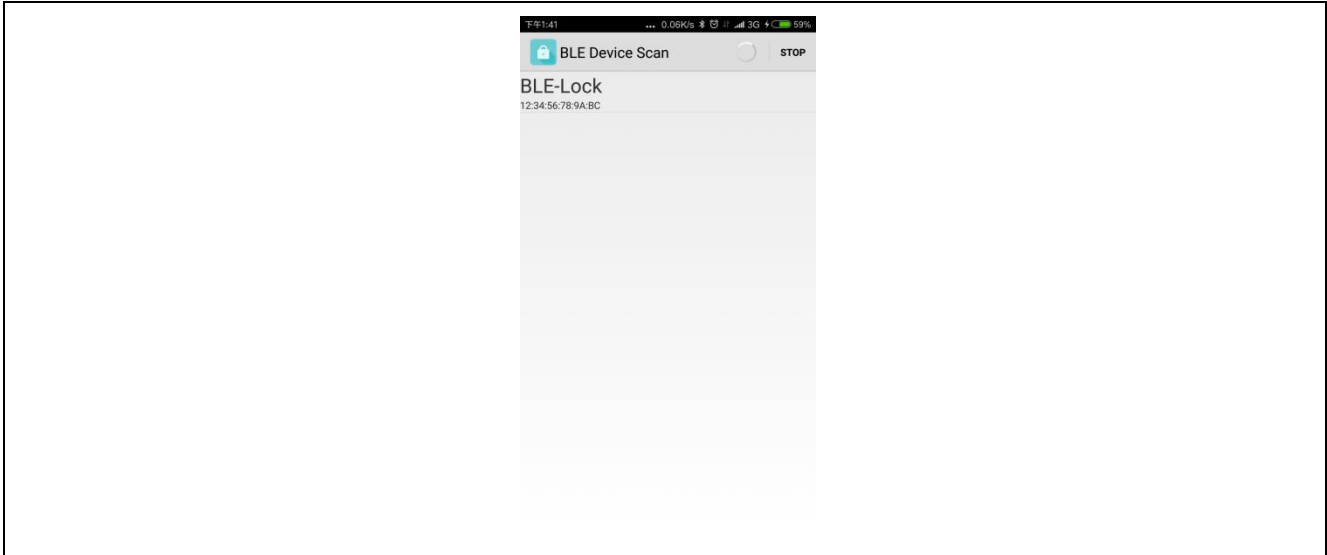 下午1:41 ... 0.06K/s 3G 59%
BLE Device Scan STOP
BLE-Lock
12:34:56:78:9A:BC